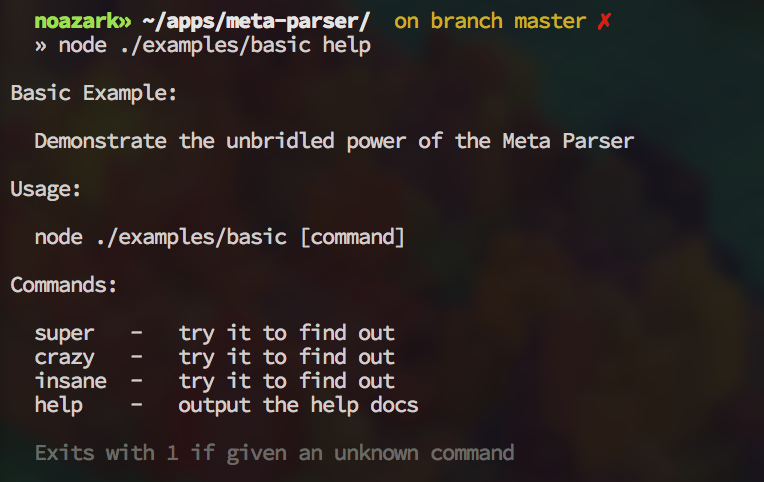 noazark» ~/apps/meta-parser/ on branch master ✗
» node ./examples/basic help
Basic Example:
Demonstrate the unbridled power of the Meta Parser
Usage:
node ./examples/basic [command]
Commands:
super - try it to find out
crazy - try it to find out
insane - try it to find out
help - output the help docs
Exits with 1 if given an unknown command